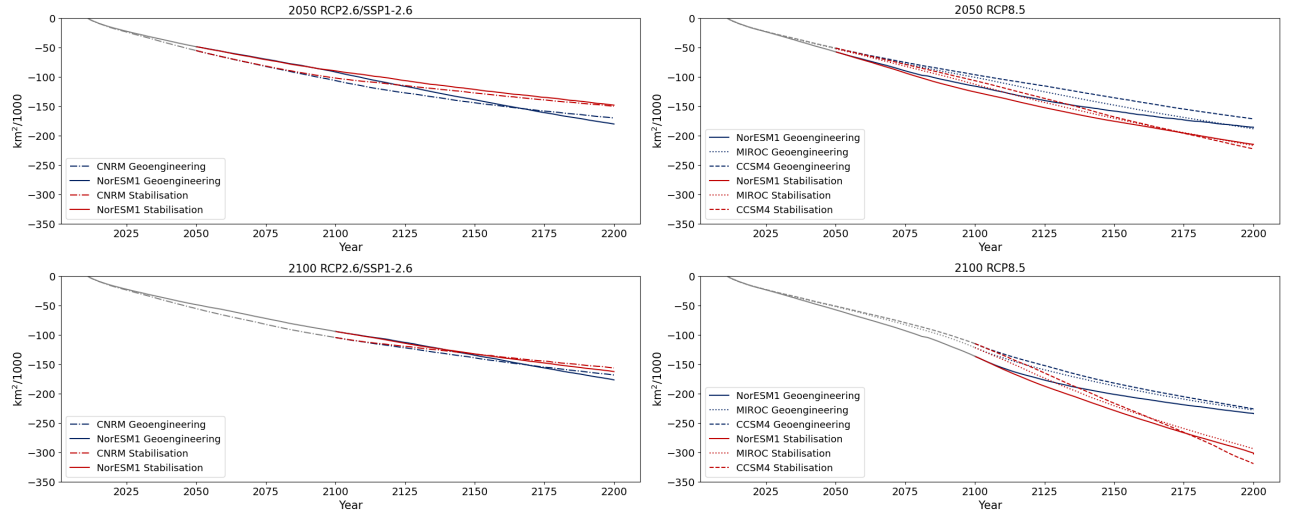 2050 RCP2.6/SSP1-2.6
km²/1000
0
−50
−100
−150
−200
−250
−300
−350
CNRM Geoengineering
NorESM1 Geoengineering
CNRM Stabilisation
NorESM1 Stabilisation
2025 2050 2075 2100 2125 2150 2175 2200
Year
2050 RCP8.5
km²/1000
0
−50
−100
−150
−200
−250
−300
−350
NorESM1 Geoengineering
MIROC Geoengineering
CCSM4 Geoengineering
NorESM1 Stabilisation
MIROC Stabilisation
CCSM4 Stabilisation
2025 2050 2075 2100 2125 2150 2175 2200
Year
2100 RCP2.6/SSP1-2.6
km²/1000
0
−50
−100
−150
−200
−250
−300
−350
CNRM Geoengineering
NorESM1 Geoengineering
CNRM Stabilisation
NorESM1 Stabilisation
2025 2050 2075 2100 2125 2150 2175 2200
Year
2100 RCP8.5
km²/1000
0
−50
−100
−150
−200
−250
−300
−350
NorESM1 Geoengineering
MIROC Geoengineering
CCSM4 Geoengineering
NorESM1 Stabilisation
MIROC Stabilisation
CCSM4 Stabilisation
2025 2050 2075 2100 2125 2150 2175 2200
Year